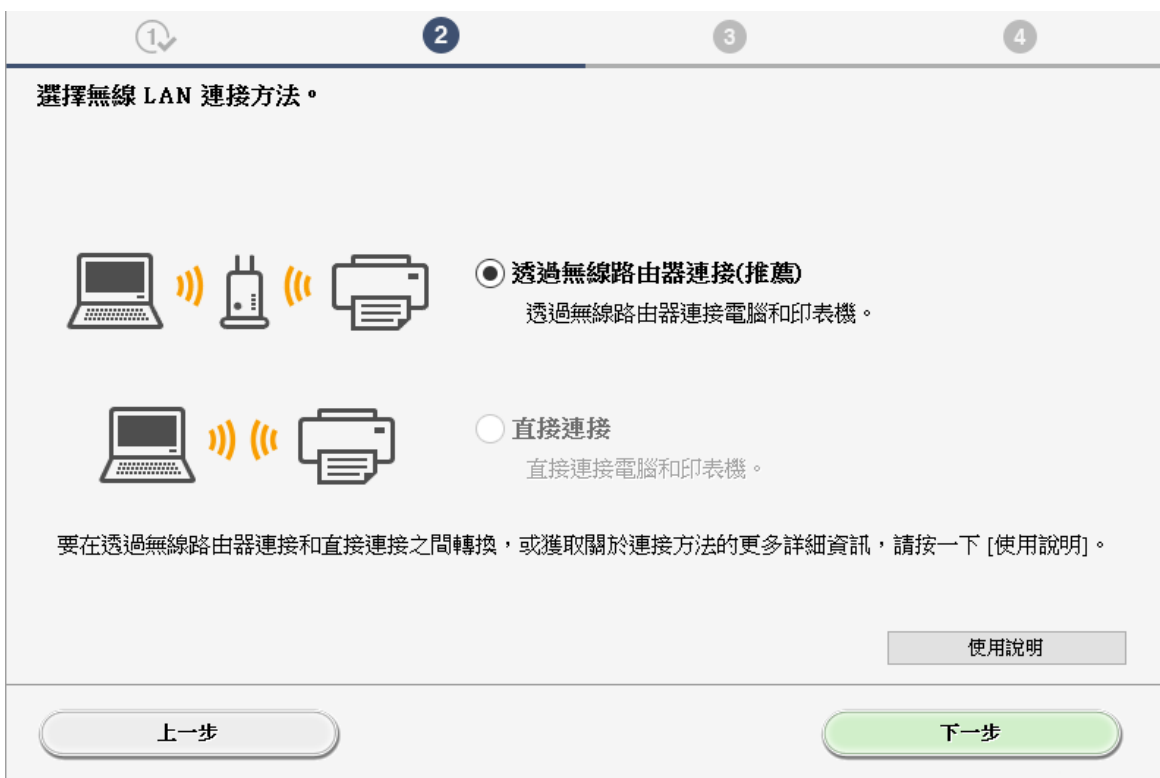 1 2 3 4
選擇無線 LAN 連接方法。
透過無線路由器連接(推薦)
透過無線路由器連接電腦和印表機。
直接連接
直接連接電腦和印表機。
要在透過無線路由器連接和直接連接之間轉換，或獲取關於連接方法的更多詳細資訊，請按一下 [使用說明]。
使用說明
上一步 下一步